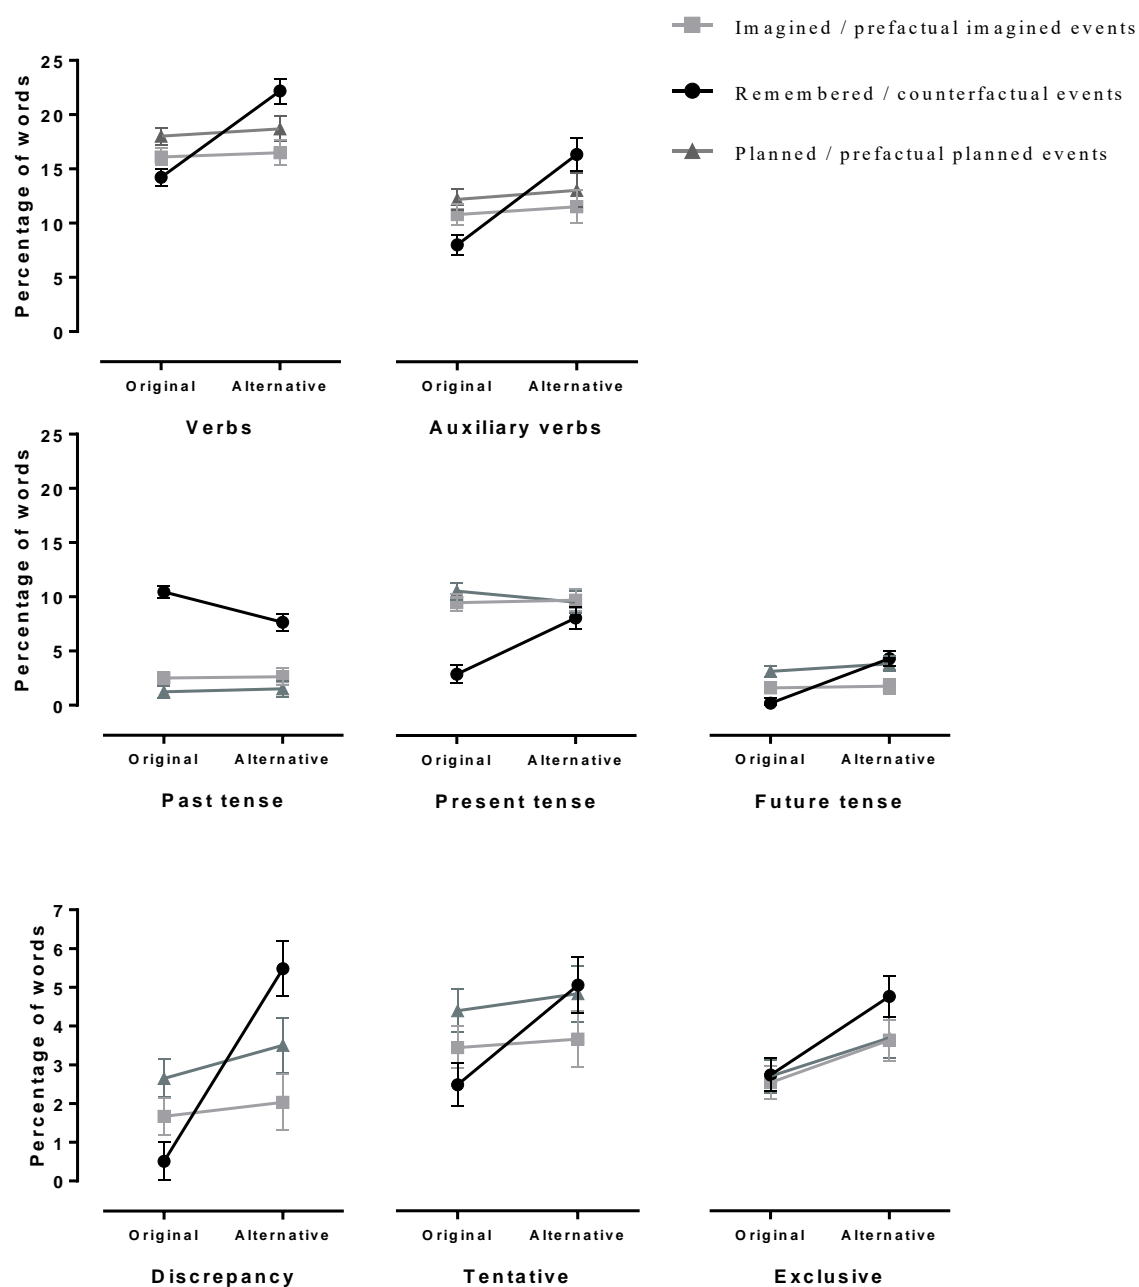 Imagined / prefactual imagined events
Remembered / counterfactual events
Planned / prefactual planned events
Percentage of words
25
20
15
10
5
0
Original Alternative
Verbs
Original Alternative
Auxiliary verbs
Percentage of words
25
20
15
10
5
0
Original Alternative
Past tense
Original Alternative
Present tense
Original Alternative
Future tense
Percentage of words
7
6
5
4
3
2
1
0
Original Alternative
Discrepancy
Original Alternative
Tentative
Original Alternative
Exclusive